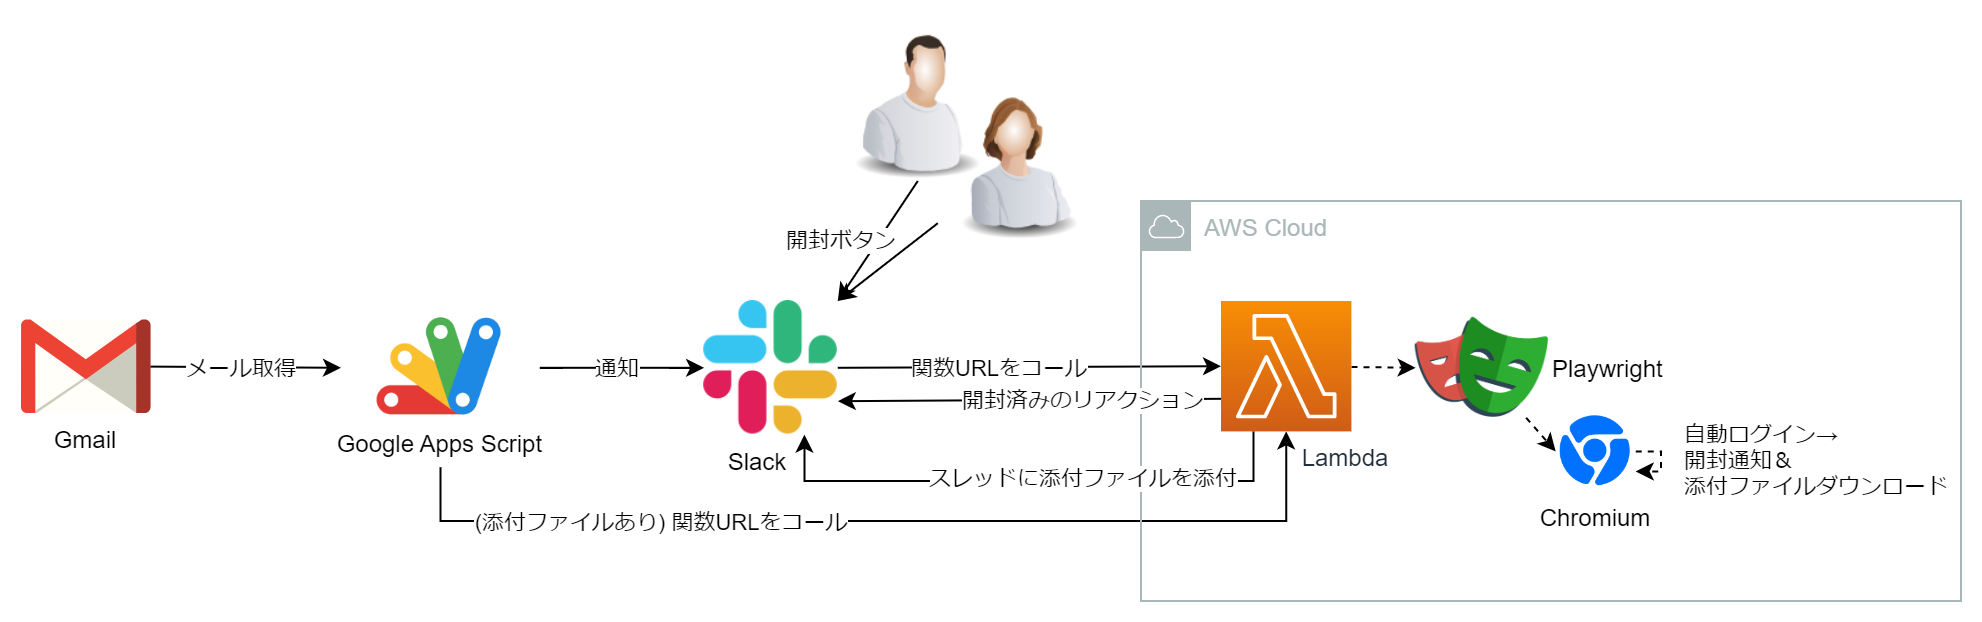 開封ボタン
AWS Cloud
メール取得
通知
関数URLをコール
Playwright
開封済みのリアクション
Gmail
Google Apps Script
Slack
Lambda
自動ログイン→
開封通知&
添付ファイルダウンロード
スレッドに添付ファイルを添付
Chromium
(添付ファイルあり) 関数URLをコール